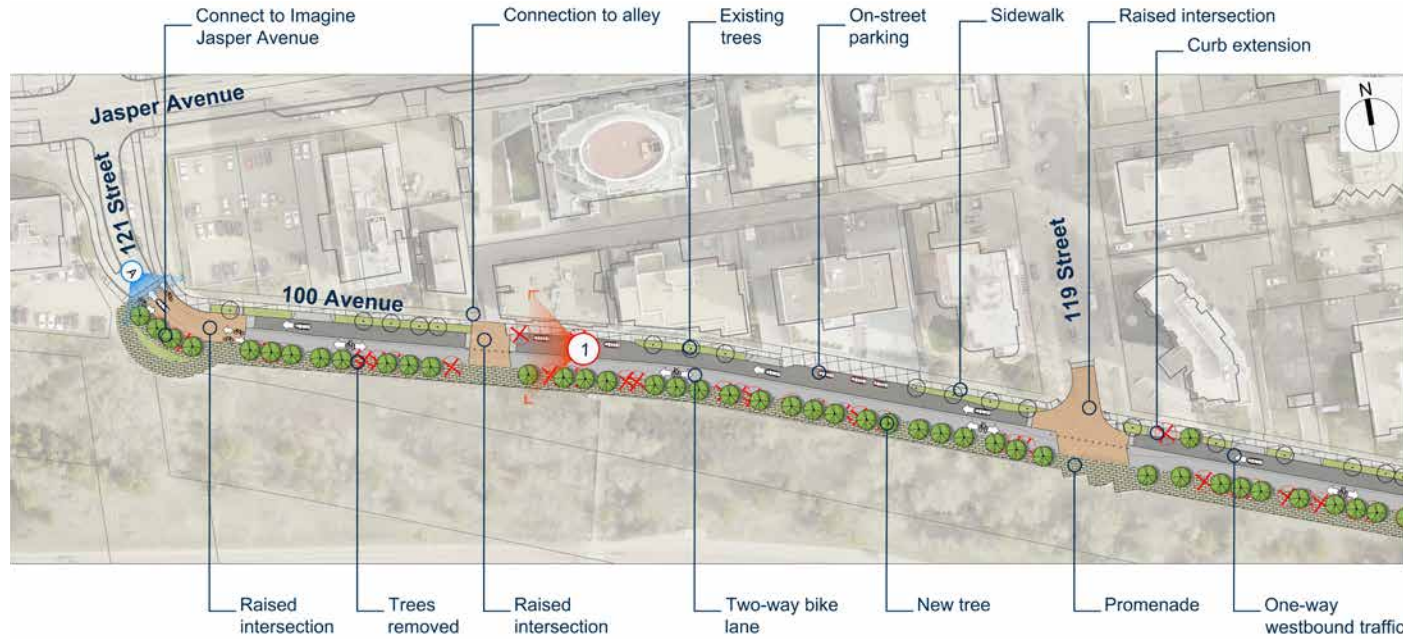 Connect to Imagine
Jasper Avenue
Connection to alley
Existing
trees
On-street
parking
Sidewalk
Raised intersection
Curb extension
N
Jasper Avenue
121 Street
A
100 Avenue
1
119 Street
Raised
intersection
Trees
removed
Raised
intersection
Two-way bike
lane
New tree
Promenade
One-way
westbound traffic